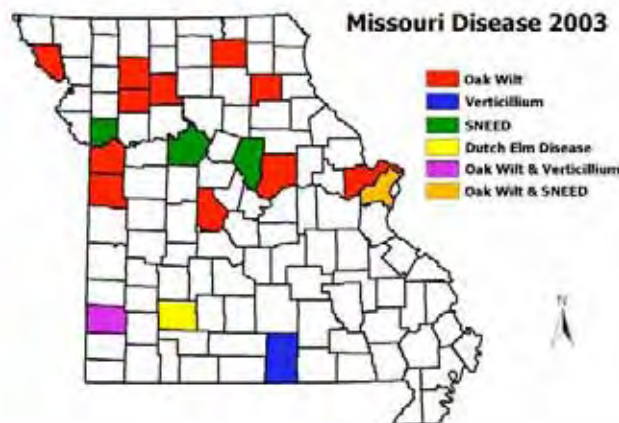 Missouri Disease 2003
Oak Wilt
Verticillium
SNEED
Dutch Elm Disease
Oak Wilt & Verticillium
Oak Wilt & SNEED
N